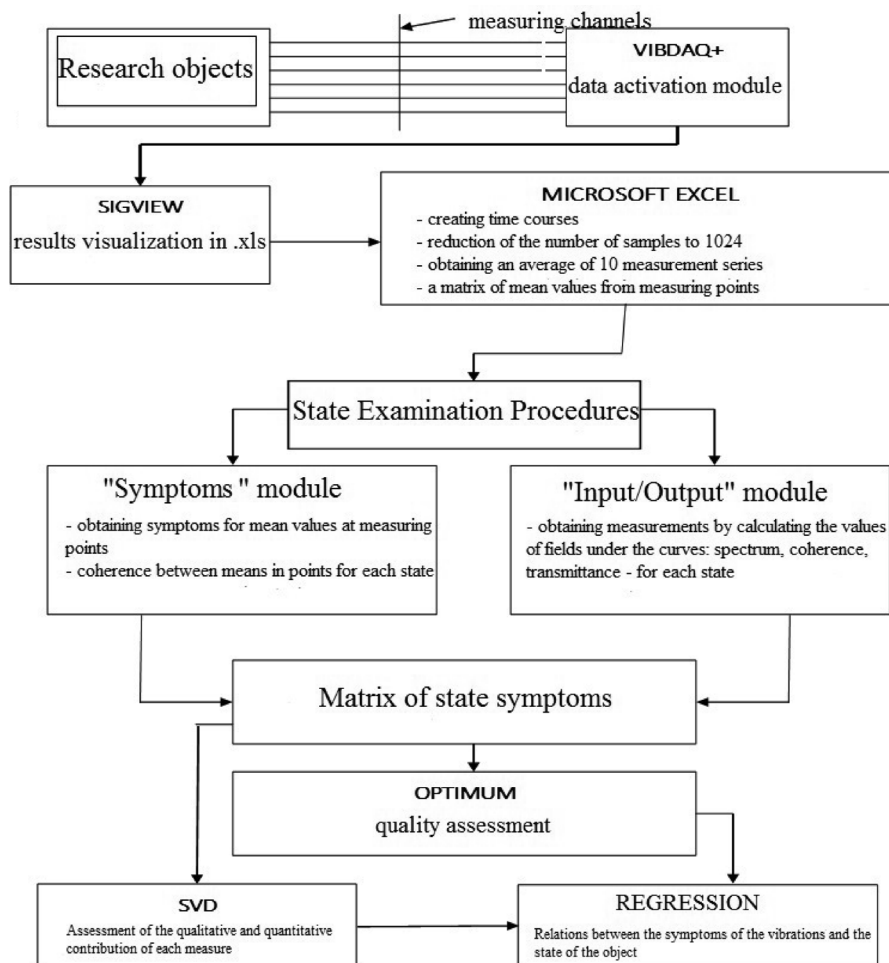 measuring channels
Research objects
VIBDAQ+
data activation module
SIGVIEW
results visualization in .xls
MICROSOFT EXCEL
- creating time courses
- reduction of the number of samples to 1024
- obtaining an average of 10 measurement series
- a matrix of mean values from measuring points
State Examination Procedures
"Symptoms " module
- obtaining symptoms for mean values at measuring
points
- coherence between means in points for each state
"Input/Output" module
- obtaining measurements by calculating the values
of fields under the curves: spectrum, coherence,
transmittance - for each state
Matrix of state symptoms
OPTIMUM
quality assessment
SVD
Assessment of the qualitative and quantitative
contribution of each measure
REGRESSION
Relations between the symptoms of the vibrations and the
state of the object